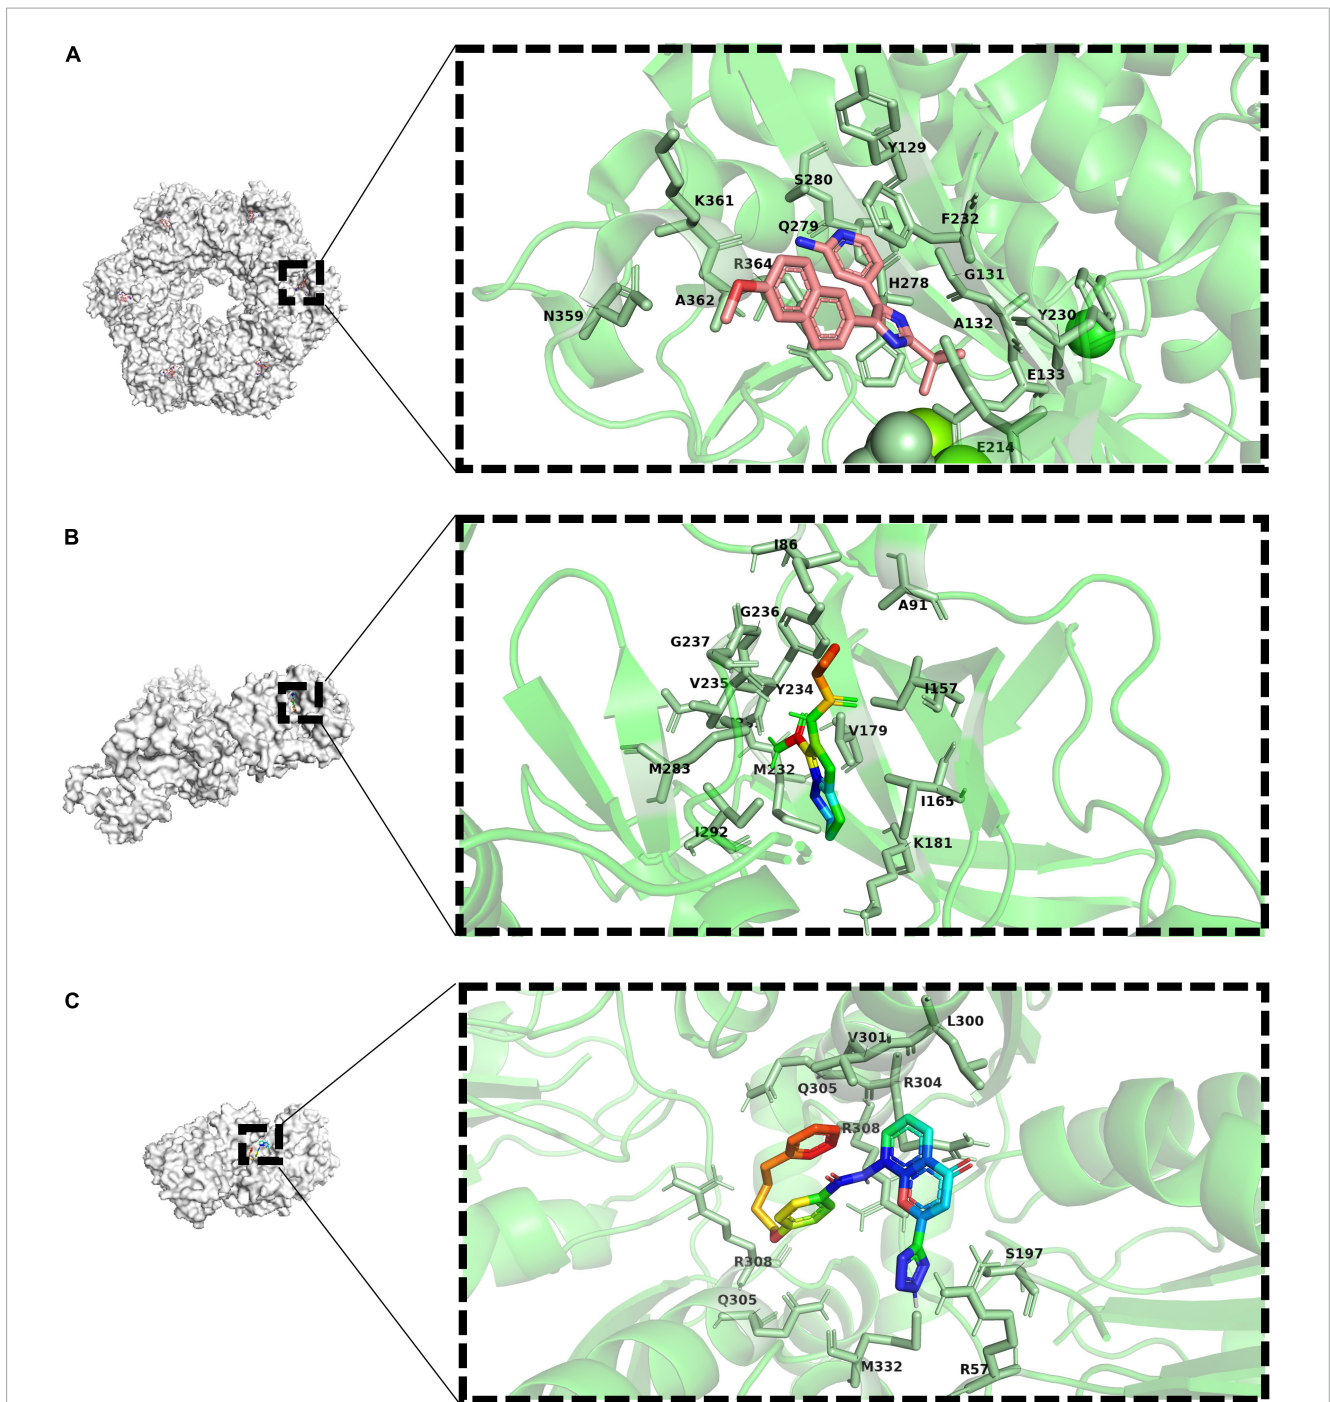 A
Y129
S280
K361
F232
Q279
R364
G131
H278
A362
N359
A132
Y230
E133
E214
B
I86
A91
G236
G237
V235
Y234
I157
V179
M283
M232
I165
I292
K181
C
L300
V301
Q305
R304
R308
S197
R308
Q305
M332
R57